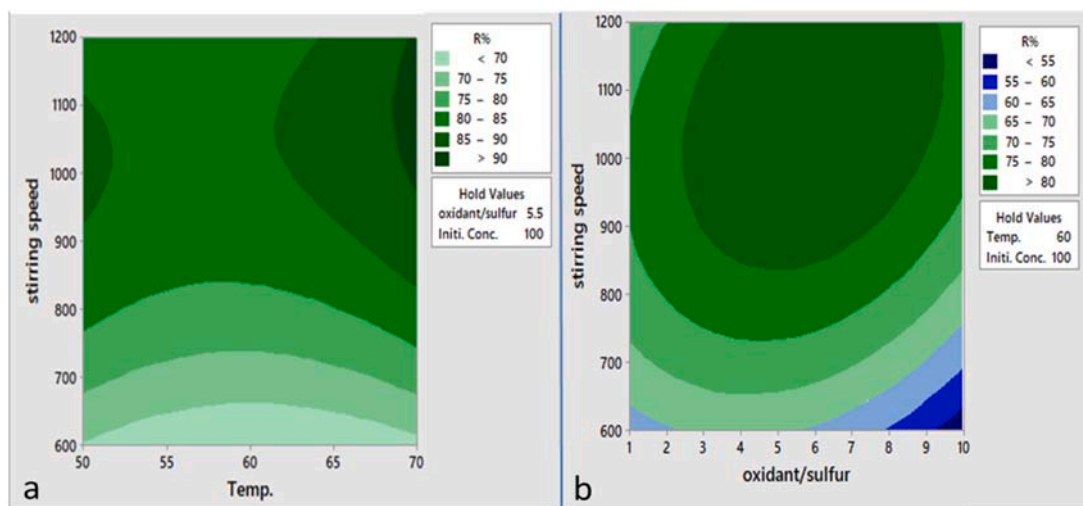 1200
1100
1000
900
800
700
600
stirring speed
50
55
60
65
70
Temp.
R%
< 70
70 – 75
75 – 80
80 – 85
85 – 90
> 90
Hold Values
oxidant/sulfur 5.5
Initi. Conc. 100
a
1200
1100
1000
900
800
700
600
stirring speed
1
2
3
4
5
6
7
8
9
10
oxidant/sulfur
R%
< 55
55 – 60
60 – 65
65 – 70
70 – 75
75 – 80
> 80
Hold Values
Temp. 60
Initi. Conc. 100
b